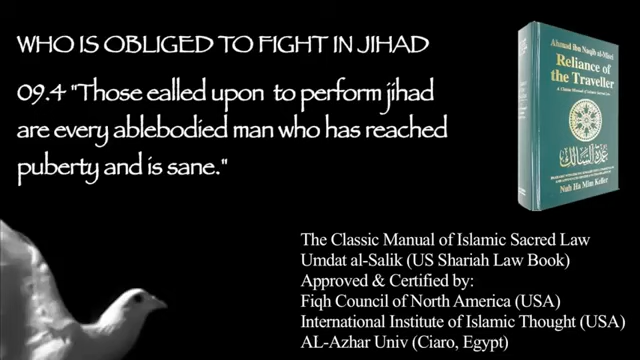 WHO IS OBLIGED TO FIGHT IN JIHAD
09.4 "Those ealled upon to perform jihad
are every ablebodied man who has reached
puberty and is sane."
Ahmad ibn Naqib al-Misri
Reliance of
the Traveller
A Classic Manual of Islamic Sacred Law
عمدة السالك
Nuh Ha Mim Keller
The Classic Manual of Islamic Sacred Law
Umdat al-Salik (US Shariah Law Book)
Approved & Certified by:
Fiqh Council of North America (USA)
International Institute of Islamic Thought (USA)
AL-Azhar Univ (Ciaro, Egypt)